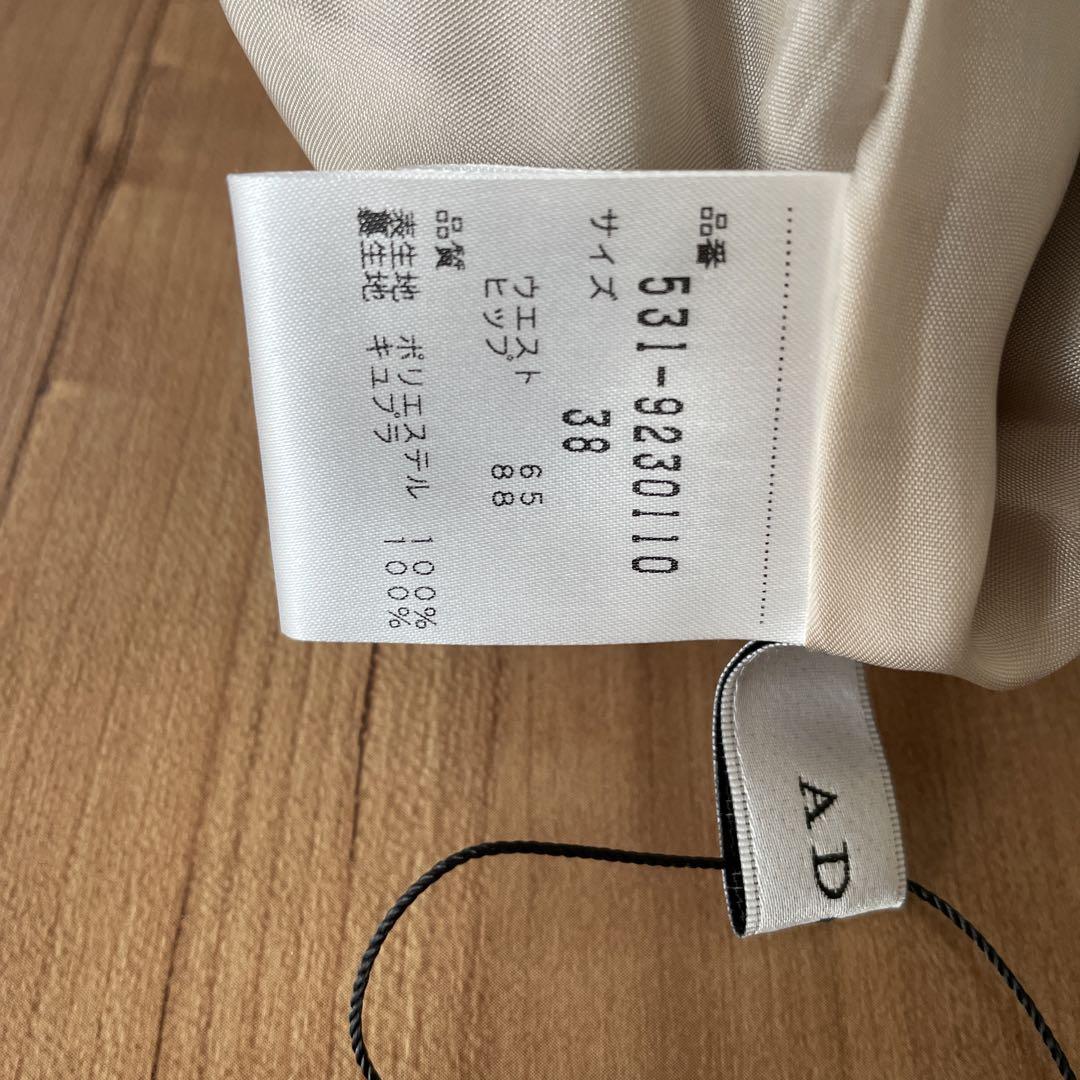 品番
531-9230110
サイズ
38
ウエスト 65
ヒップ 88
品質
表生地 ポリエステル 100%
裏生地 キュプラ 100%
AD